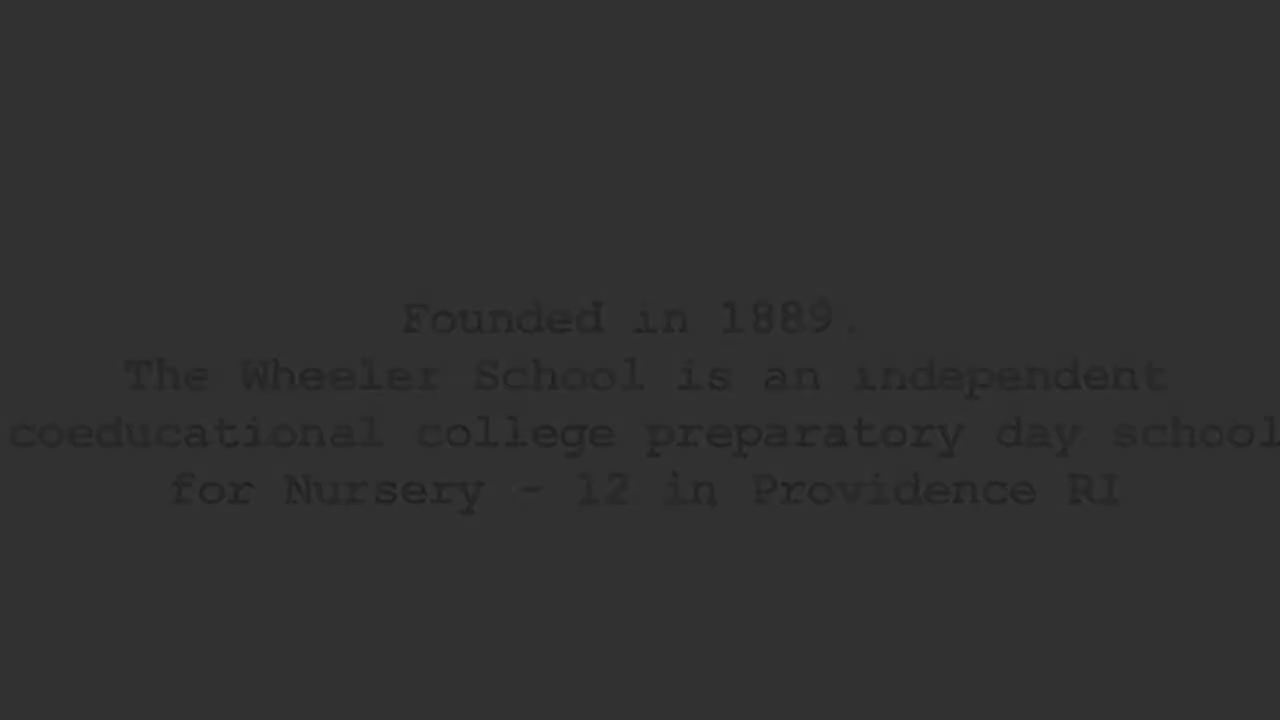 Founded in 1889.
The Wheeler School is an independent
coeducational college preparatory day school
for Nursery - 12 in Providence RI